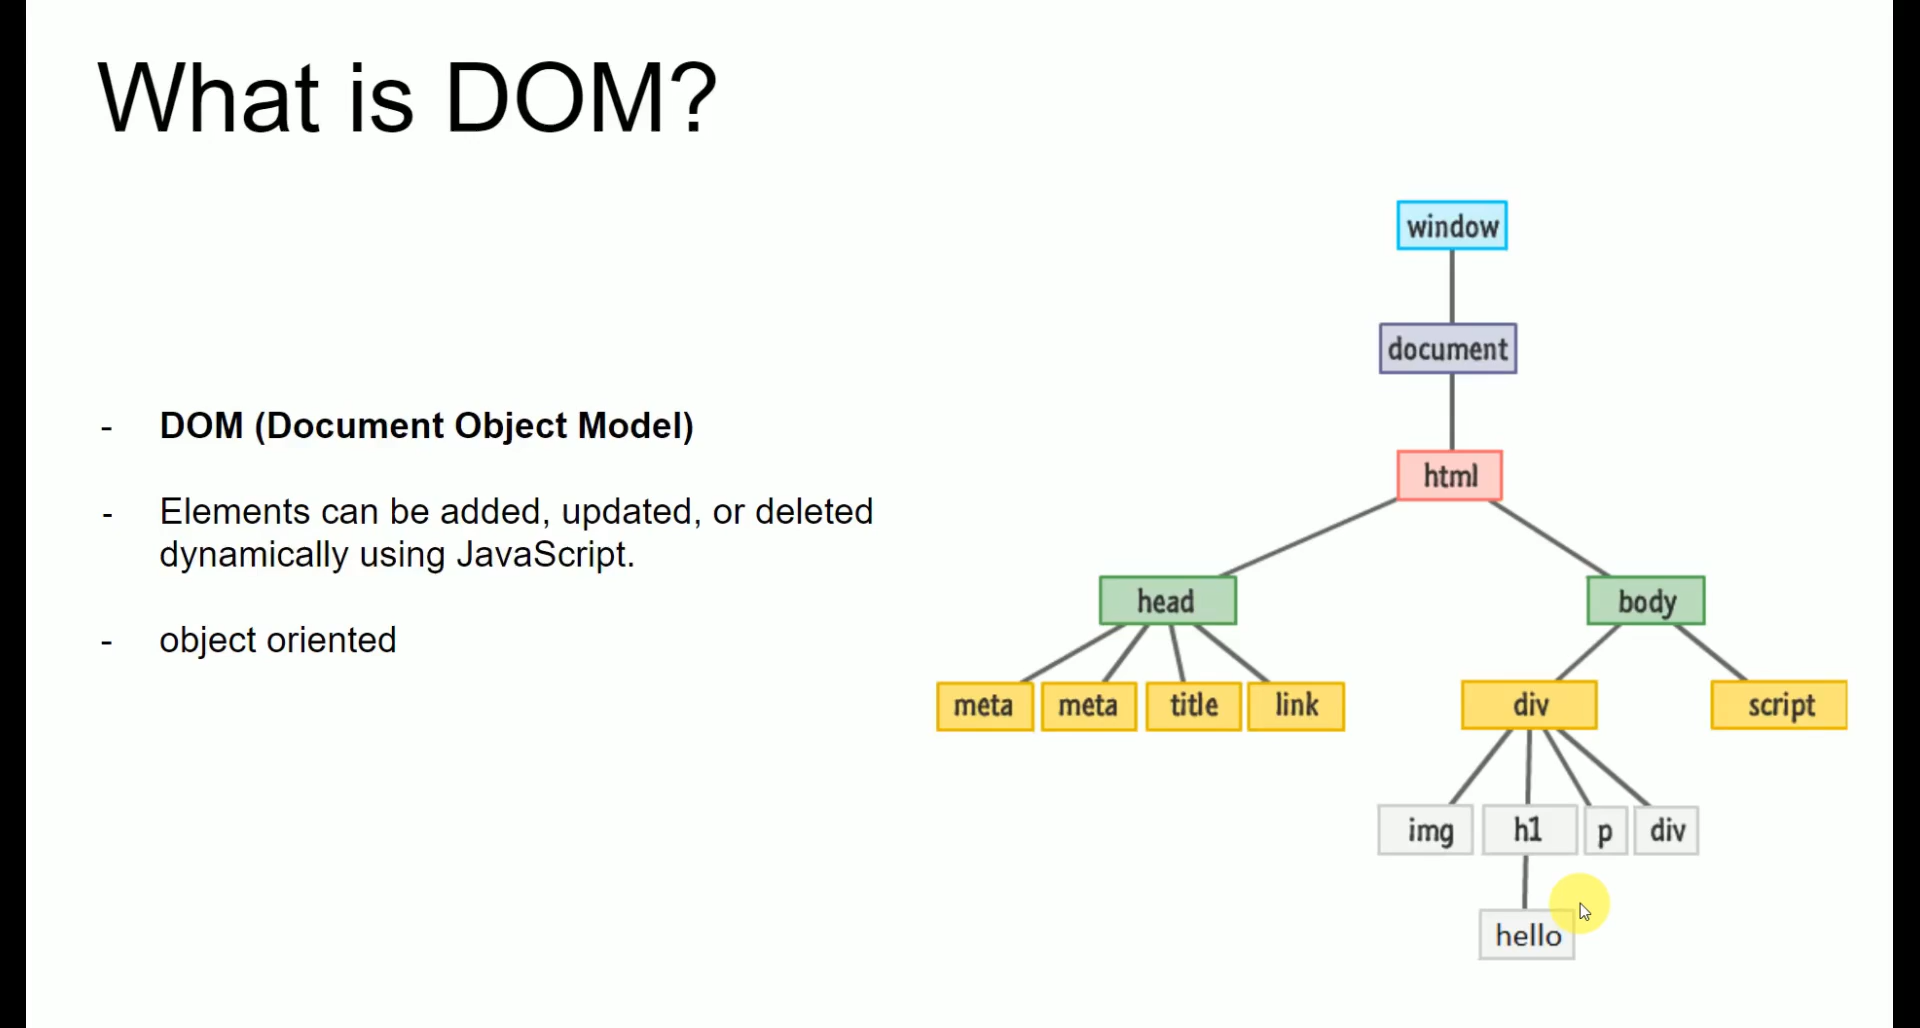 What is DOM?
- DOM (Document Object Model)
- Elements can be added, updated, or deleted
dynamically using JavaScript.
- object oriented
window
document
html
head
body
meta
meta
title
link
div
script
img
h1
p
div
hello